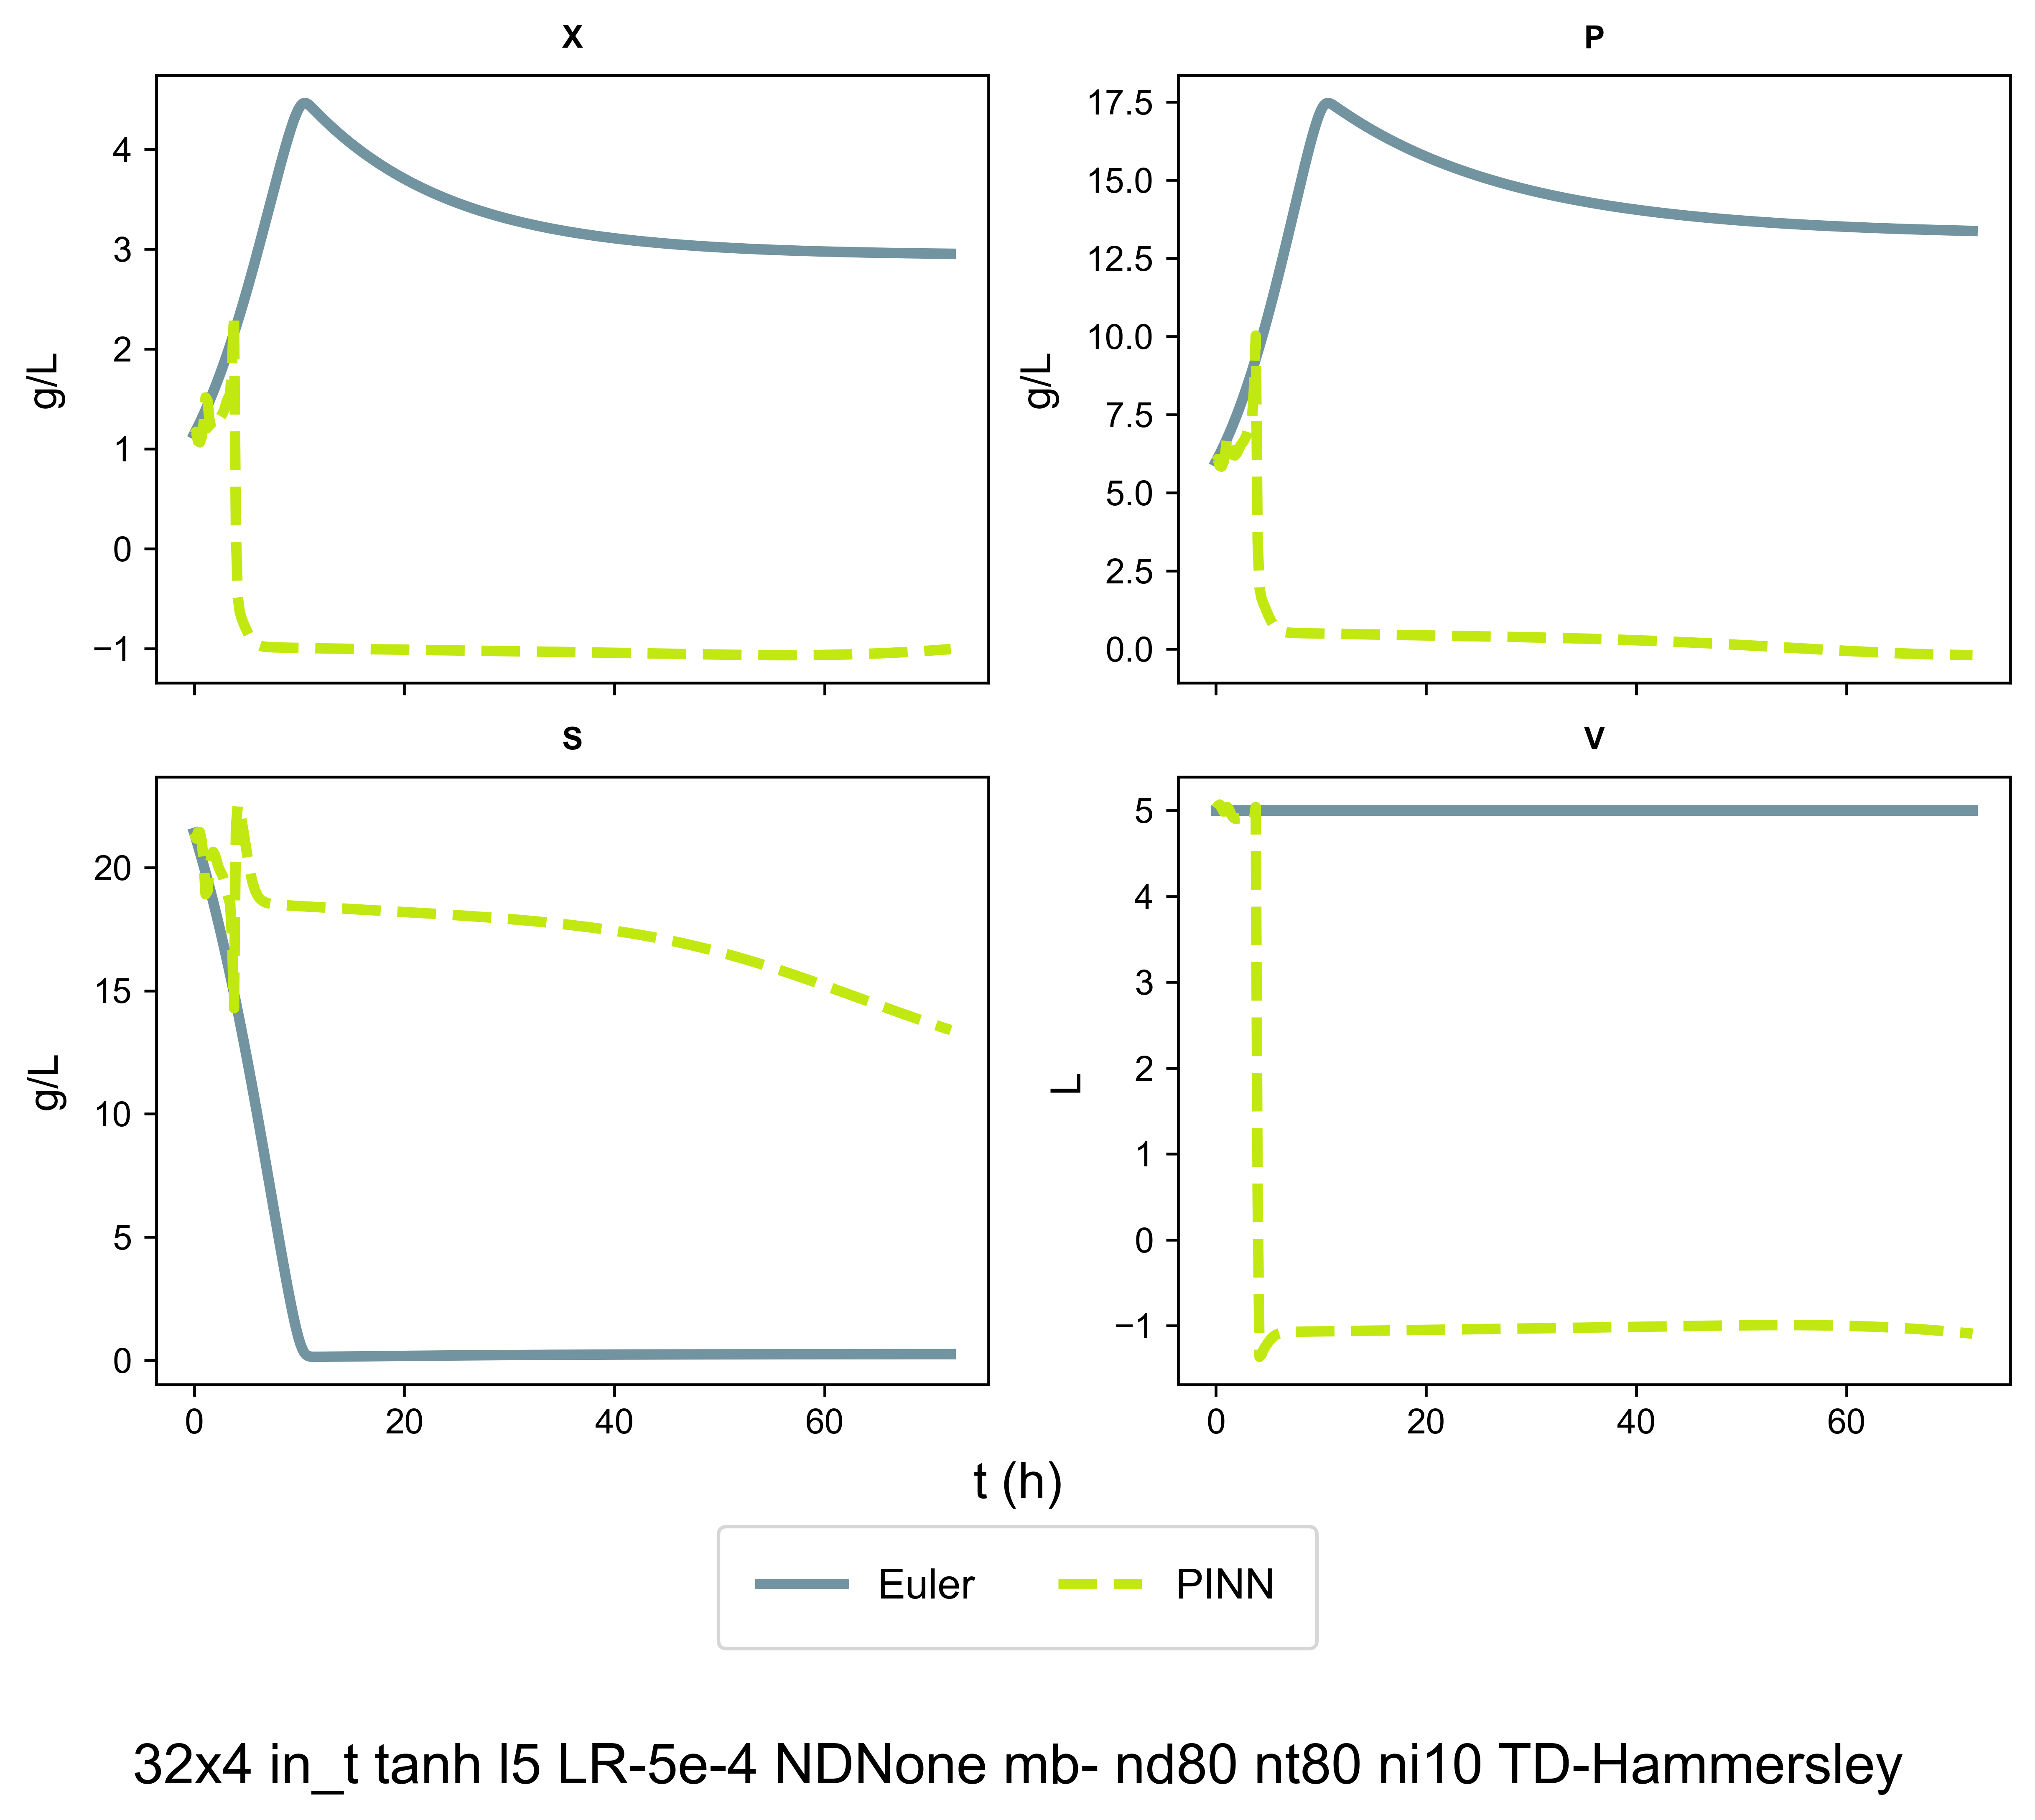 X
P
4
3
2
1
0
−1
g/L
17.5
15.0
12.5
10.0
7.5
5.0
2.5
0.0
g/L
S
V
20
15
10
5
0
g/L
0 20 40 60
5
4
3
2
1
0
−1
L
0 20 40 60
t (h)
Euler PINN
32x4 in_t tanh l5 LR-5e-4 NDNone mb- nd80 nt80 ni10 TD-Hammersley